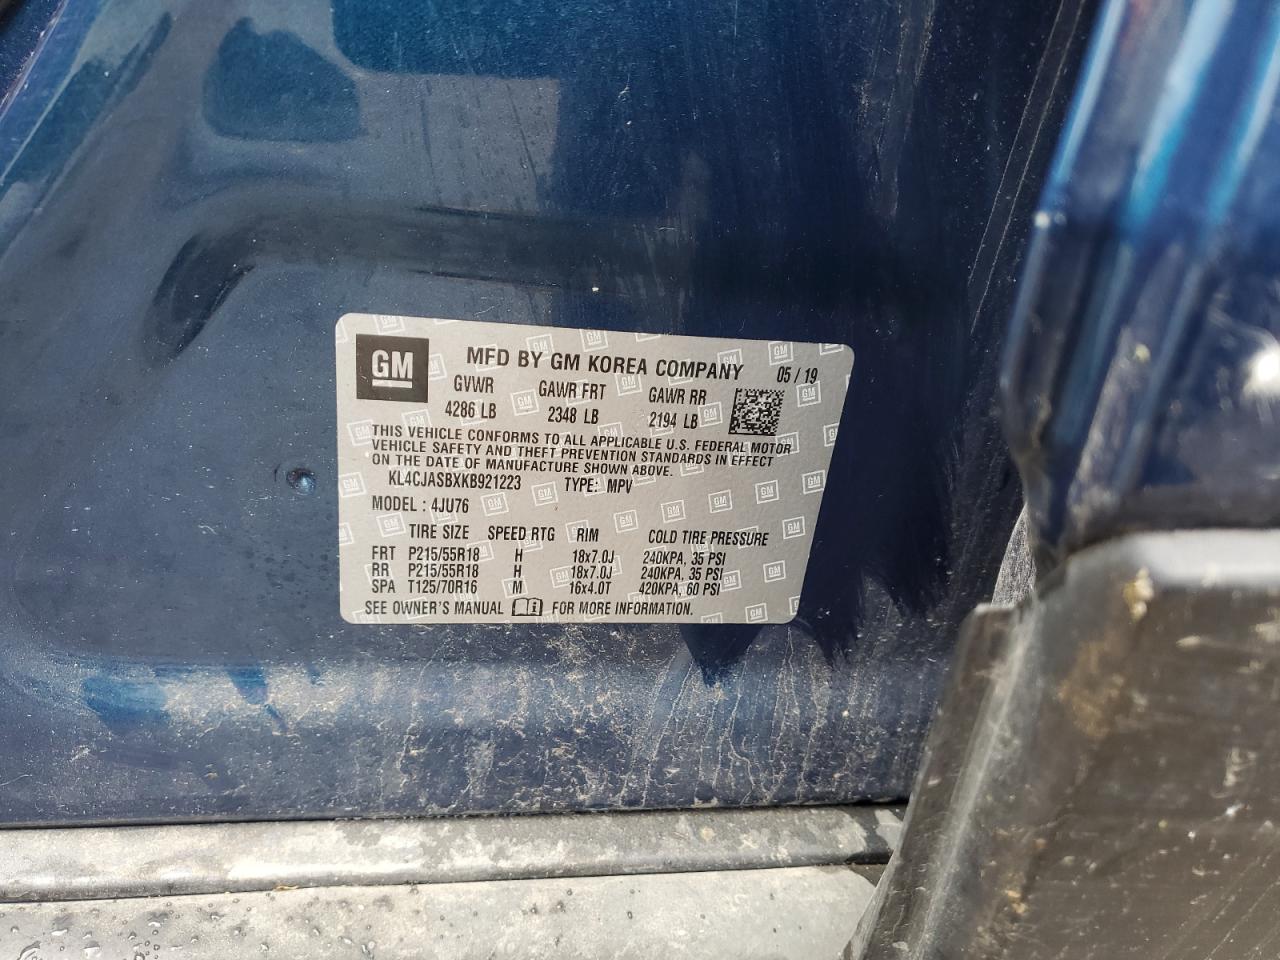 GM
MFD BY GM KOREA COMPANY 05 / 19
GVWR GAWR FRT GAWR RR
4286 LB 2348 LB 2194 LB
THIS VEHICLE CONFORMS TO ALL APPLICABLE U.S. FEDERAL MOTOR
VEHICLE SAFETY AND THEFT PREVENTION STANDARDS IN EFFECT
ON THE DATE OF MANUFACTURE SHOWN ABOVE.
KL4CJASBXKB921223 TYPE: MPV
MODEL : 4JU76
TIRE SIZE SPEED RTG RIM COLD TIRE PRESSURE
FRT P215/55R18 H 18x7.0J 240KPA, 35 PSI
RR P215/55R18 H 18x7.0J 240KPA, 35 PSI
SPA T125/70R16 M 16x4.0T 420KPA, 60 PSI
SEE OWNER'S MANUAL FOR MORE INFORMATION.